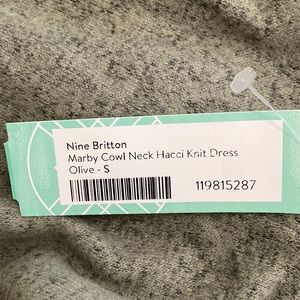 Nine Britton
Marby Cowl Neck Hacci Knit Dress
Olive - S
119815287